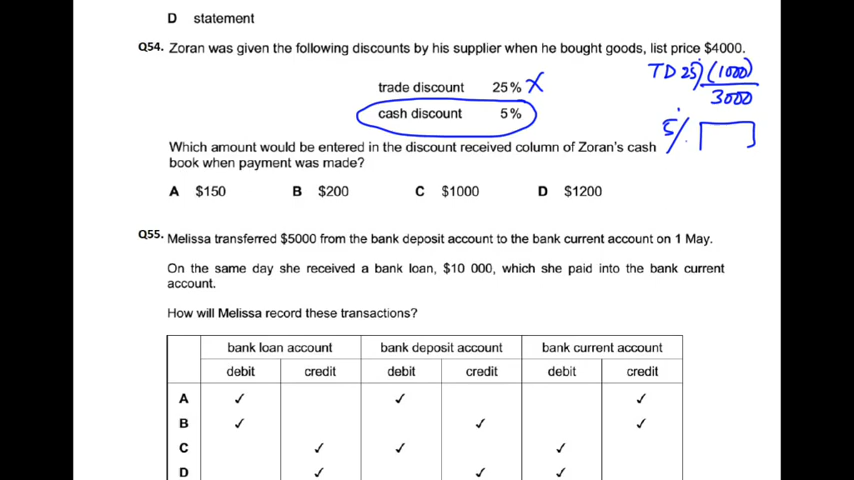 D statement
Q54. Zoran was given the following discounts by his supplier when he bought goods, list price $4000.
TD 25% (1000)
3000
trade discount 25% X
cash discount 5%
5%
Which amount would be entered in the discount received column of Zoran's cash
book when payment was made?
A $150 B $200 C $1000 D $1200
Q55. Melissa transferred $5000 from the bank deposit account to the bank current account on 1 May.
On the same day she received a bank loan, $10 000, which she paid into the bank current
account.
How will Melissa record these transactions?
bank loan account bank deposit account bank current account
debit credit debit credit debit credit
A ✓ ✓ ✓
B ✓ ✓ ✓
C ✓ ✓ ✓
D ✓ ✓ ✓